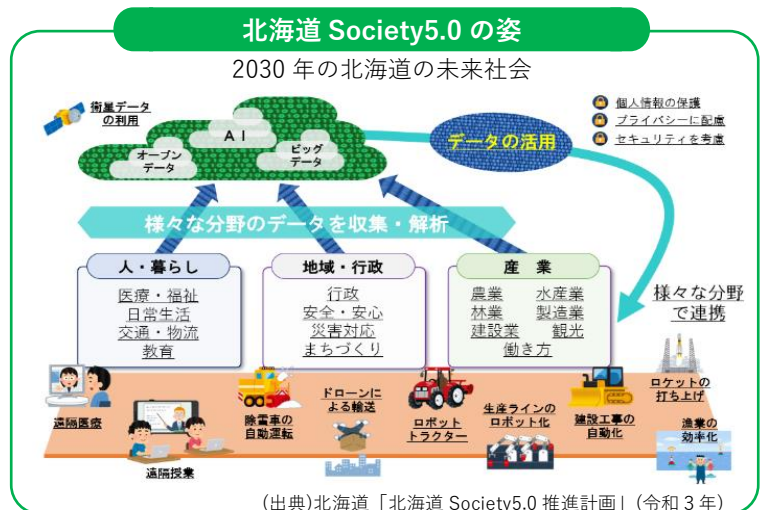 北海道 Society5.0 の姿
2030 年の北海道の未来社会
衛星データ
の利用
AI
オープン
データ
ビッグ
データ
データの活用
個人情報の保護
プライバシーに配慮
セキュリティを考慮
様々な分野のデータを収集・解析
人・暮らし
医療・福祉
日常生活
交通・物流
教育
地域・行政
行政
安全・安心
災害対応
まちづくり
産 業
農業 水産業
林業 製造業
建設業 観光
働き方
様々な分野
で連携
遠隔医療
遠隔授業
除雪車の
自動運転
ドローンに
よる輸送
ロボット
トラクター
生産ラインの
ロボット化
建設工事の
自動化
ロケットの
打ち上げ
漁業の
効率化
(出典)北海道「北海道 Society5.0 推進計画」(令和3年)